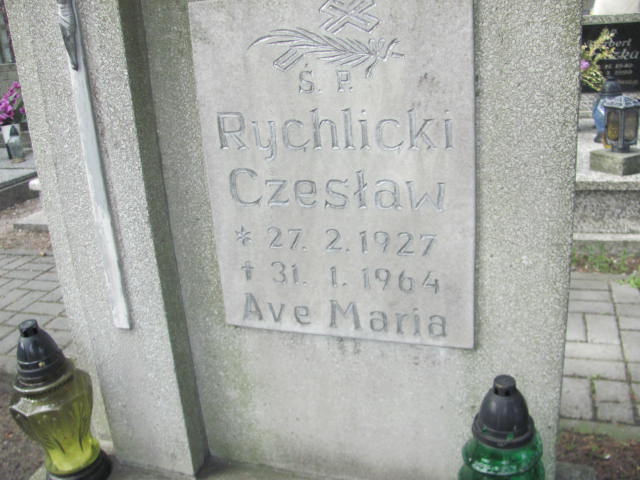 Ś. P.
Rychlicki
Czesław
* 27. 2. 1927
† 31. 1. 1964
Ave Maria